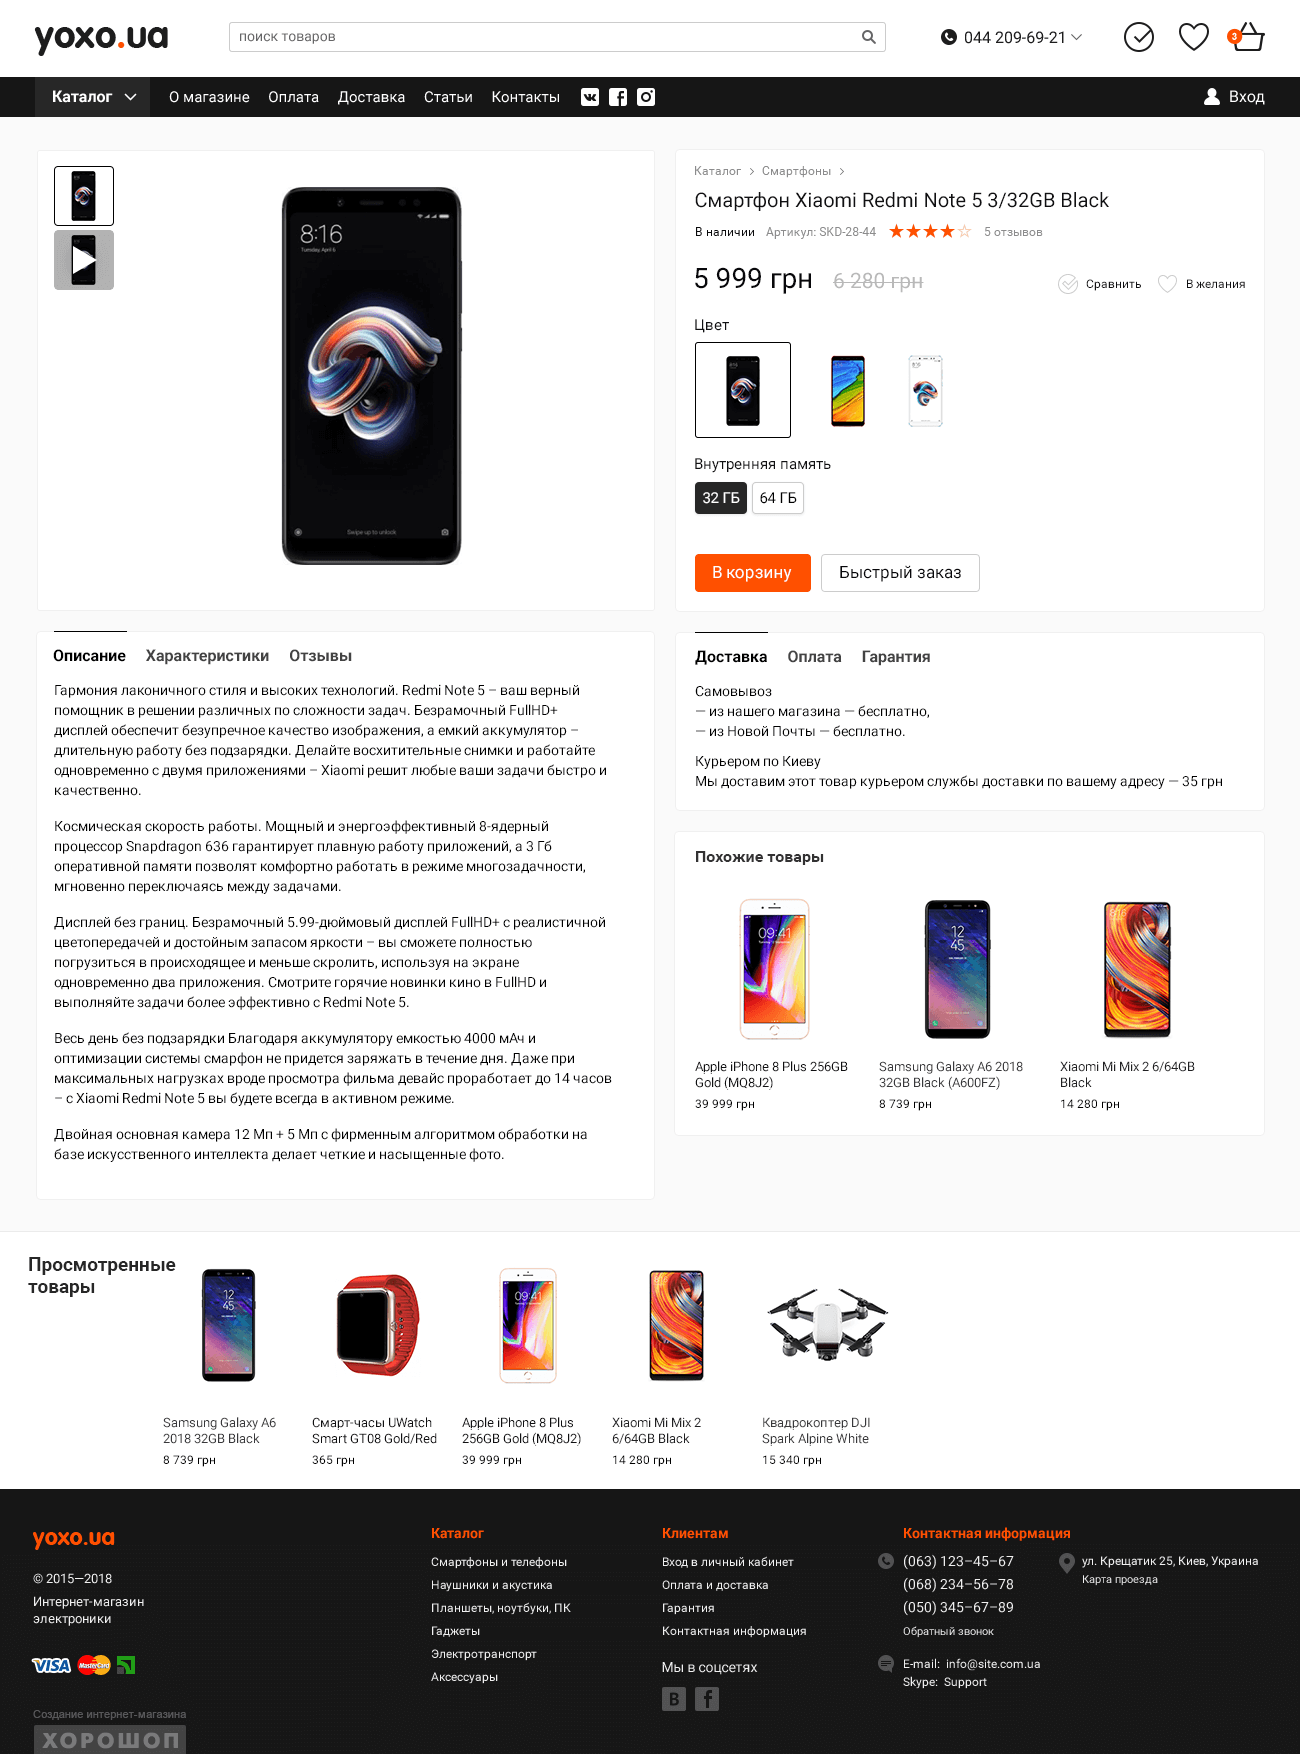 yoxo.ua
поиск товаров
044 209-69-21
3
Каталог
О магазине
Оплата
Доставка
Статьи
Контакты
Вход
8:16
Swipe up to unlock
Каталог
Смартфоны
Смартфон Xiaomi Redmi Note 5 3/32GB Black
В наличии
Артикул: SKD-28-44
5 отзывов
5 999 грн
6 280 грн
Сравнить
В желания
Цвет
Внутренняя память
32 ГБ
64 ГБ
В корзину
Быстрый заказ
Описание
Характеристики
Отзывы
Гармония лаконичного стиля и высоких технологий. Redmi Note 5 – ваш верный
помощник в решении различных по сложности задач. Безрамочный FullHD+
дисплей обеспечит безупречное качество изображения, а емкий аккумулятор –
длительную работу без подзарядки. Делайте восхитительные снимки и работайте
одновременно с двумя приложениями – Xiaomi решит любые ваши задачи быстро и
качественно.
Космическая скорость работы. Мощный и энергоэффективный 8-ядерный
процессор Snapdragon 636 гарантирует плавную работу приложений, а 3 Гб
оперативной памяти позволят комфортно работать в режиме многозадачности,
мгновенно переключаясь между задачами.
Дисплей без границ. Безрамочный 5.99-дюймовый дисплей FullHD+ с реалистичной
цветопередачей и достойным запасом яркости – вы сможете полностью
погрузиться в происходящее и меньше скролить, используя на экране
одновременно два приложения. Смотрите горячие новинки кино в FullHD и
выполняйте задачи более эффективно с Redmi Note 5.
Весь день без подзарядки Благодаря аккумулятору емкостью 4000 мАч и
оптимизации системы смарфон не придется заряжать в течение дня. Даже при
максимальных нагрузках вроде просмотра фильма девайс проработает до 14 часов
– с Xiaomi Redmi Note 5 вы будете всегда в активном режиме.
Двойная основная камера 12 Мп + 5 Мп с фирменным алгоритмом обработки на
базе искусственного интеллекта делает четкие и насыщенные фото.
Доставка
Оплата
Гарантия
Самовывоз
— из нашего магазина — бесплатно,
— из Новой Почты — бесплатно.
Курьером по Киеву
Мы доставим этот товар курьером службы доставки по вашему адресу — 35 грн
Похожие товары
09:41
12
45
Apple iPhone 8 Plus 256GB
Gold (MQ8J2)
39 999 грн
Samsung Galaxy A6 2018
32GB Black (A600FZ)
8 739 грн
Xiaomi Mi Mix 2 6/64GB
Black
14 280 грн
Просмотренные
товары
12
45
09:41
Samsung Galaxy A6
2018 32GB Black
8 739 грн
Смарт-часы UWatch
Smart GT08 Gold/Red
365 грн
Apple iPhone 8 Plus
256GB Gold (MQ8J2)
39 999 грн
Xiaomi Mi Mix 2
6/64GB Black
14 280 грн
Квадрокоптер DJI
Spark Alpine White
15 340 грн
yoxo.ua
© 2015—2018
Интернет-магазин
электроники
VISA
MasterCard
Создание интернет-магазина
ХОРОШОП
Каталог
Смартфоны и телефоны
Наушники и акустика
Планшеты, ноутбуки, ПК
Гаджеты
Электротранспорт
Аксессуары
Клиентам
Вход в личный кабинет
Оплата и доставка
Гарантия
Контактная информация
Мы в соцсетях
Контактная информация
(063) 123–45–67
(068) 234–56–78
(050) 345–67–89
Обратный звонок
E-mail: info@site.com.ua
Skype: Support
ул. Крещатик 25, Киев, Украина
Карта проезда